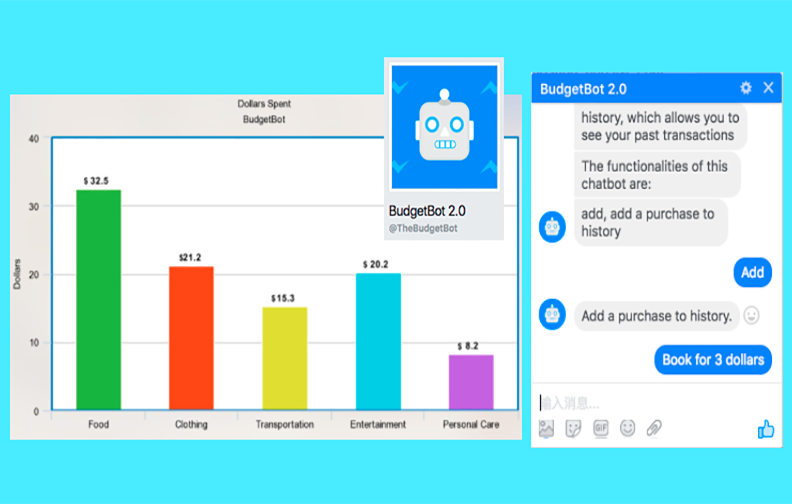 Dollars Spent
BudgetBot
40
$ 32.5
30
$21.2
$ 20.2
20
$15.3
10
$ 8.2
0
Dollars
Food
Clothing
Transportation
Entertainment
Personal Care
BudgetBot 2.0
@TheBudgetBot
BudgetBot 2.0
history, which allows you to
see your past transactions
The functionalities of this
chatbot are:
add, add a purchase to
history
Add
Add a purchase to history.
Book for 3 dollars
输入消息...
GIF